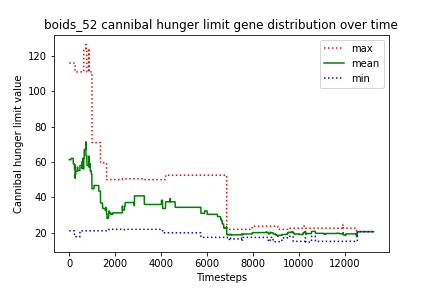 boids_52 cannibal hunger limit gene distribution over time
max
mean
min
Cannibal hunger limit value
120
100
80
60
40
20
0
2000
4000
6000
8000
10000
12000
Timesteps